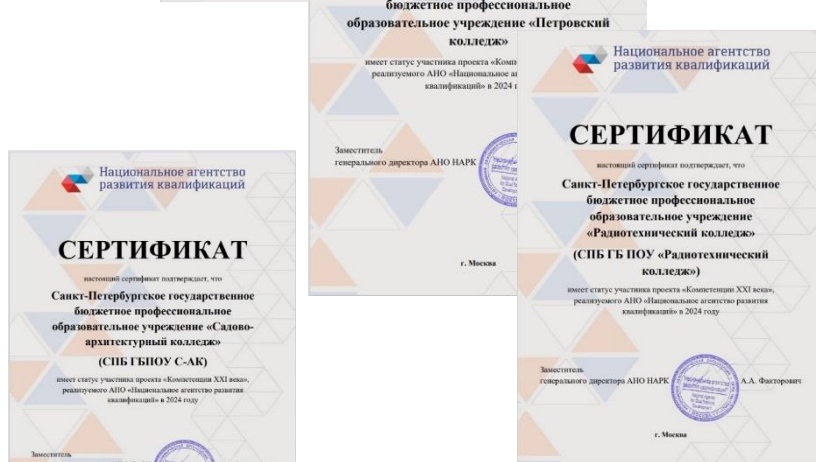 бюджетное профессиональное
образовательное учреждение «Петровский
колледж»
имеет статус участника проекта «Комп
реализуемого АНО «Национальное аг
квалификаций» в 2024 г
Заместитель
генерального директора АНО НАРК
г. Москва
Национальное агентство
развития квалификаций
СЕРТИФИКАТ
настоящий сертификат подтверждает, что
Санкт-Петербургское государственное
бюджетное профессиональное
образовательное учреждение
«Радиотехнический колледж»
(СПБ ГБ ПОУ «Радиотехнический
колледж»)
имеет статус участника проекта «Компетенции XXI века»,
реализуемого АНО «Национальное агентство развития
квалификаций» в 2024 году
Заместитель
генерального директора АНО НАРК
А.А. Факторович
г. Москва
Национальное агентство
развития квалификаций
СЕРТИФИКАТ
настоящий сертификат подтверждает, что
Санкт-Петербургское государственное
бюджетное профессиональное
образовательное учреждение «Садово-
архитектурный колледж»
(СПБ ГБПОУ С-АК)
имеет статус участника проекта «Компетенции XXI века»,
реализуемого АНО «Национальное агентство развития
квалификаций» в 2024 году
Заместитель